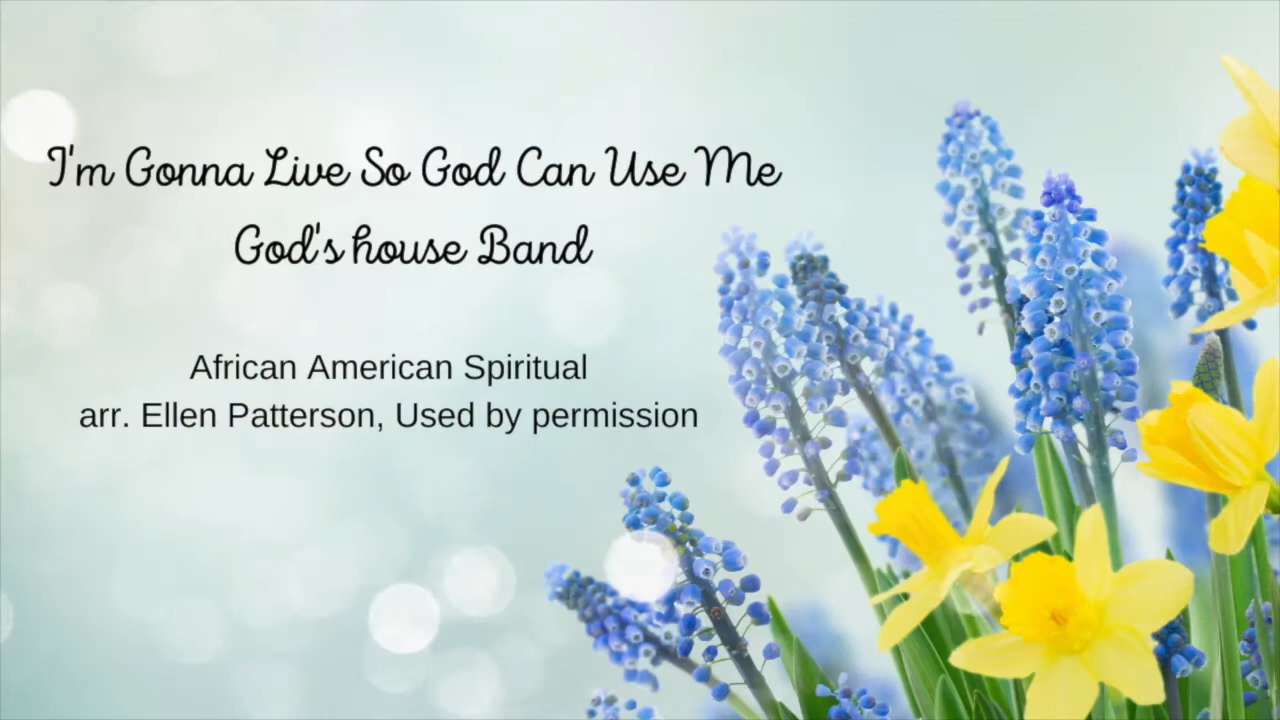 I'm Gonna Live So God Can Use Me
God's house Band
African American Spiritual
arr. Ellen Patterson, Used by permission